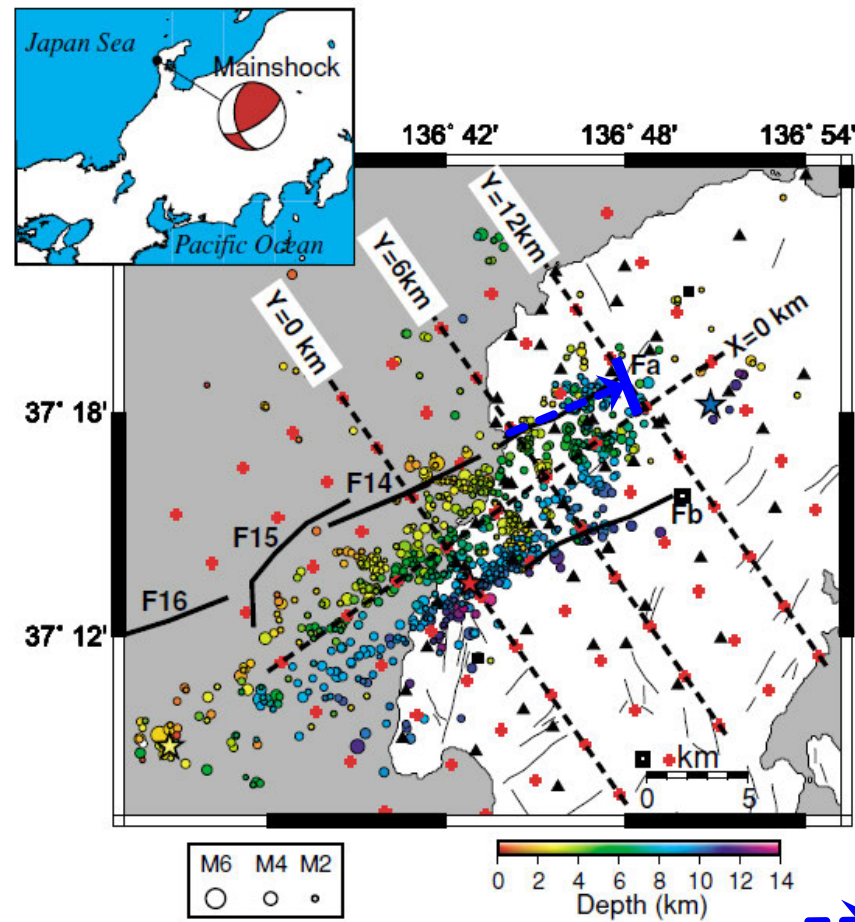 Japan Sea
Mainshock
Pacific Ocean
136° 42'
136° 48'
136° 54'
Y=12km
Y=6km
Y=0 km
X=0 km
Fa
37° 18'
F14
F15
Fb
F16
37° 12'
km
0
5
M6 M4 M2
0 2 4 6 8 10 12 14
Depth (km)